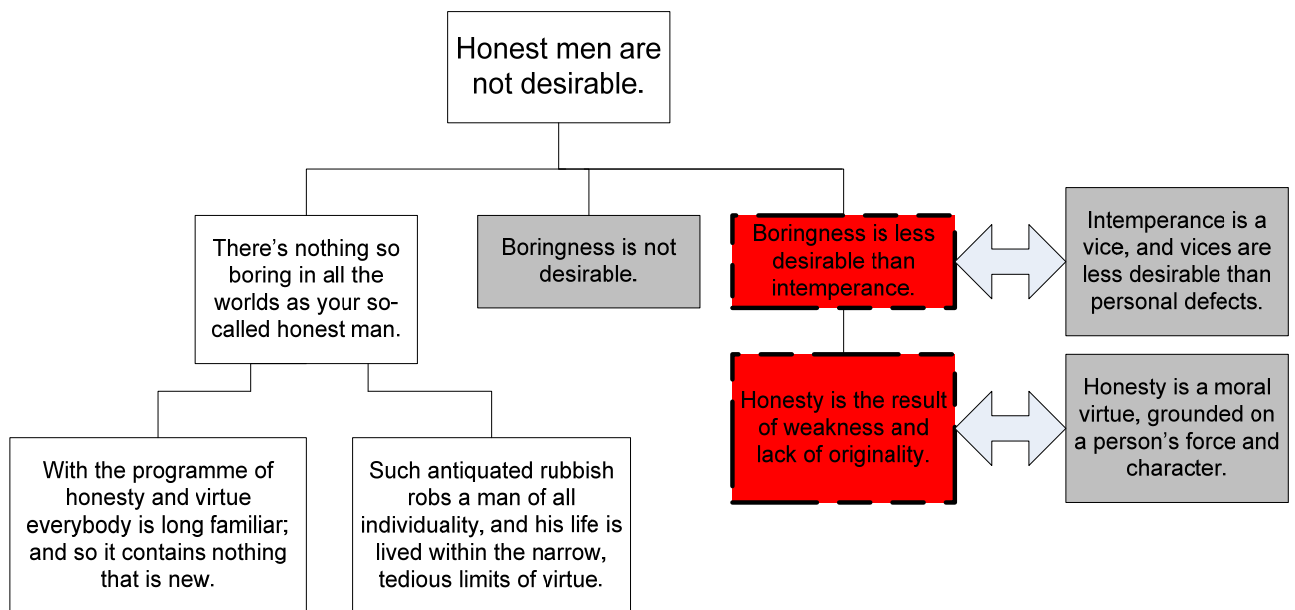 Honest men are
not desirable.
There's nothing so
boring in all the
worlds as your so-
called honest man.
Boringness is not
desirable.
Boringness is less
desirable than
intemperance.
Intemperance is a
vice, and vices are
less desirable than
personal defects.
Honesty is the result
of weakness and
lack of originality.
Honesty is a moral
virtue, grounded on
a person's force and
character.
With the programme of
honesty and virtue
everybody is long familiar;
and so it contains nothing
that is new.
Such antiquated rubbish
robs a man of all
individuality, and his life is
lived within the narrow,
tedious limits of virtue.